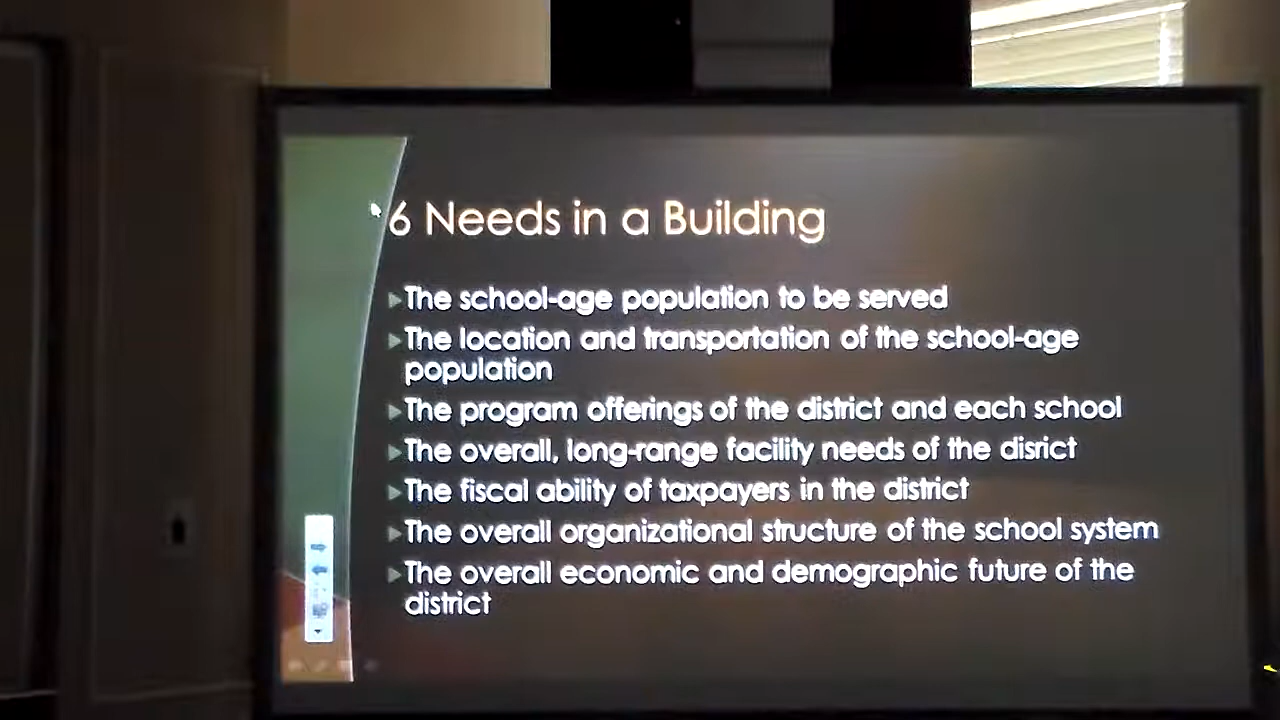 6 Needs in a Building
The school-age population to be served
The location and transportation of the school-age
population
The program offerings of the district and each school
The overall, long-range facility needs of the disrict
The fiscal ability of taxpayers in the district
The overall organizational structure of the school system
The overall economic and demographic future of the
district